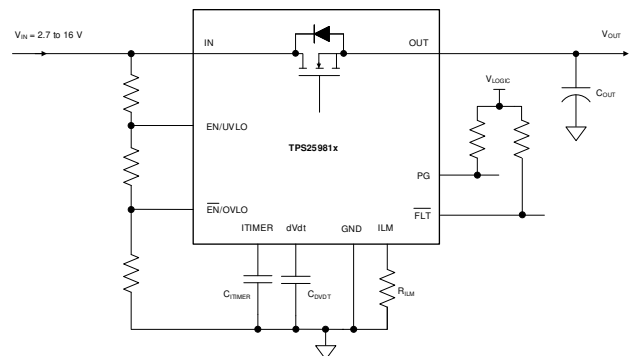 VIN = 2.7 to 16 V
IN
OUT
VOUT
VLOGIC
COUT
EN/UVLO
TPS25981x
PG
EN/OVLO
FLT
ITIMER
dVdt
GND
ILM
CITIMER
CDVDT
RILM